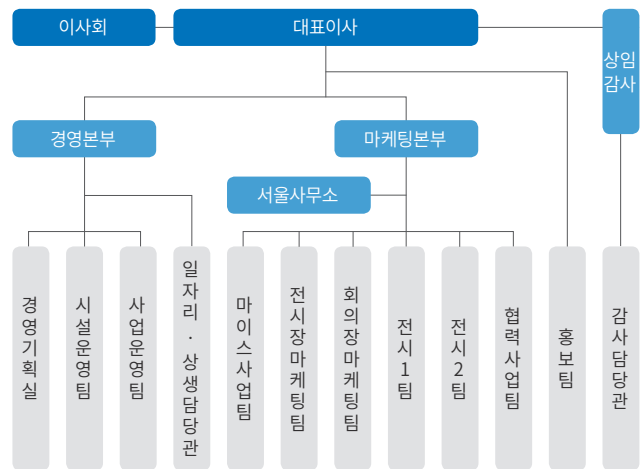 이사회
대표이사
상임
감사
경영본부
마케팅본부
서울사무소
경영기획실
시설운영팀
사업운영팀
일자리·상생담당관
마이스사업팀
전시장마케팅팀
회의장마케팅팀
전시1팀
전시2팀
협력사업팀
홍보팀
감사담당관